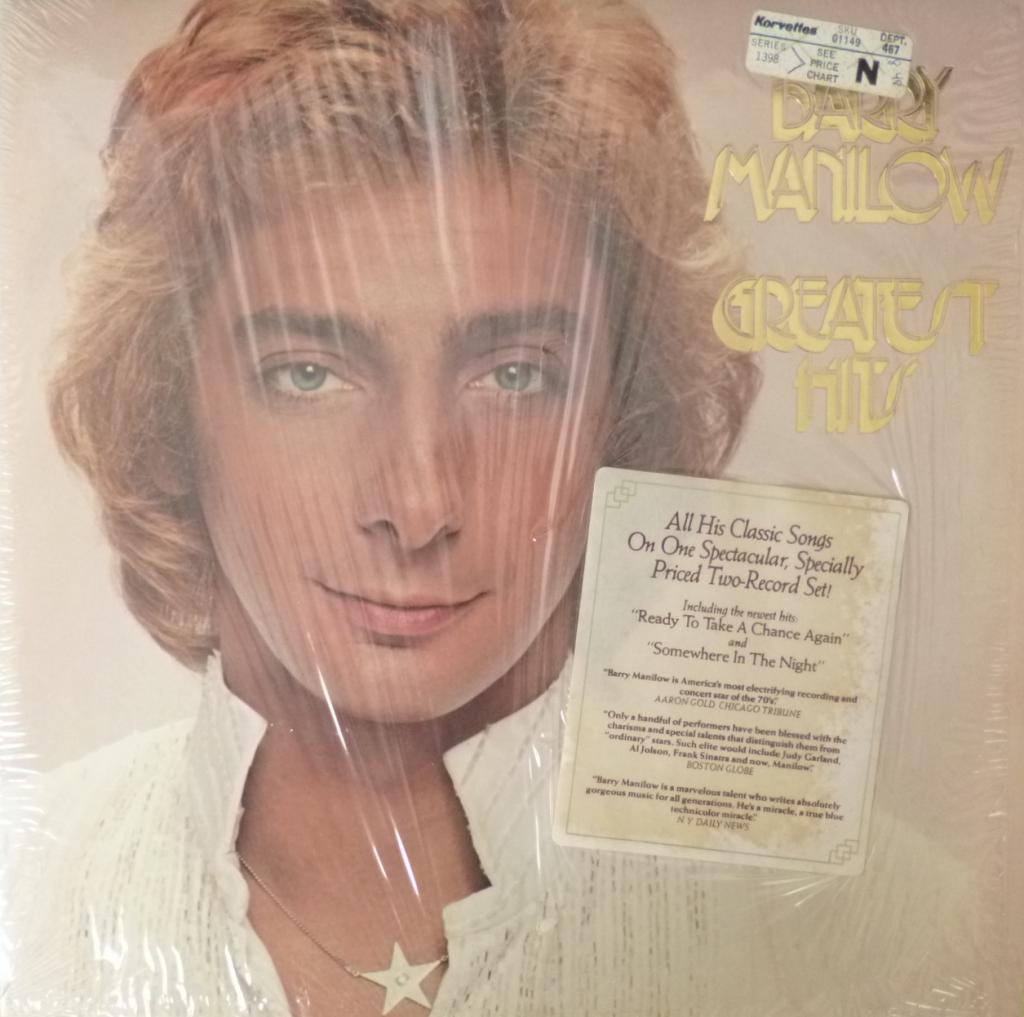 Korvettes SKU 01149 DEPT. 467
SERIES 1398 SEE PRICE CHART N
BARRY
MANILOW
GREATEST
HITS
All His Classic Songs
On One Spectacular, Specially
Priced Two-Record Set!
Including the newest hits:
"Ready To Take A Chance Again"
and
"Somewhere In The Night"
"Barry Manilow is America's most electrifying recording and
concert star of the 70's."
AARON GOLD CHICAGO TRIBUNE
"Only a handful of performers have been blessed with the
charisma and special talents that distinguish them from
"ordinary" stars. Such elite would include Judy Garland,
Al Jolson, Frank Sinatra and now, Manilow."
BOSTON GLOBE
"Barry Manilow is a marvelous talent who writes absolutely
gorgeous music for all generations. He's a miracle, a true blue
technicolor miracle."
N Y DAILY NEWS